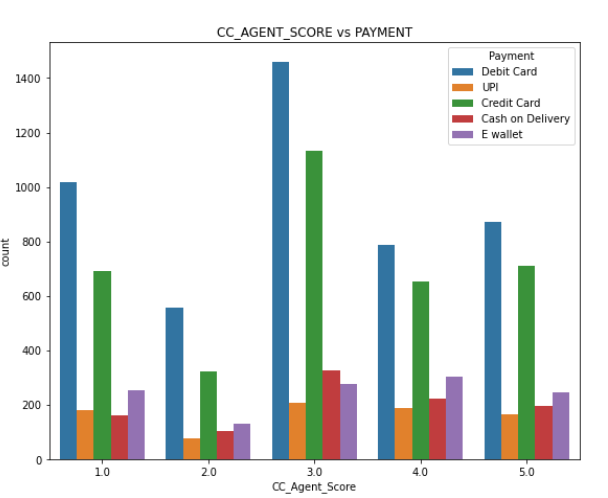 CC_AGENT_SCORE vs PAYMENT
Payment
Debit Card
UPI
Credit Card
Cash on Delivery
E wallet
1400
1200
1000
800
600
400
200
0
count
1.0 2.0 3.0 4.0 5.0
CC_Agent_Score